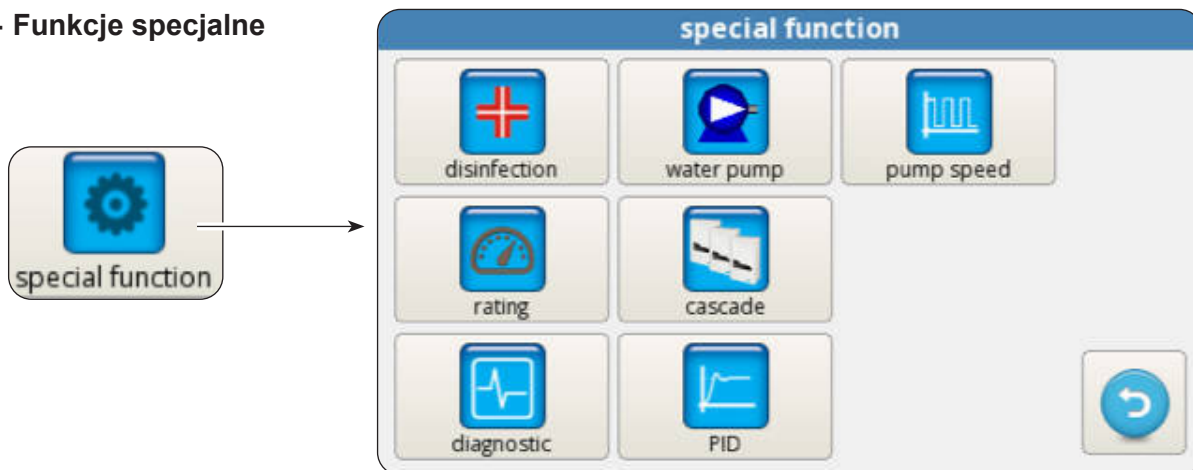 - Funkcje specjalne
special function
special function
disinfection
water pump
pump speed
rating
cascade
diagnostic
PID